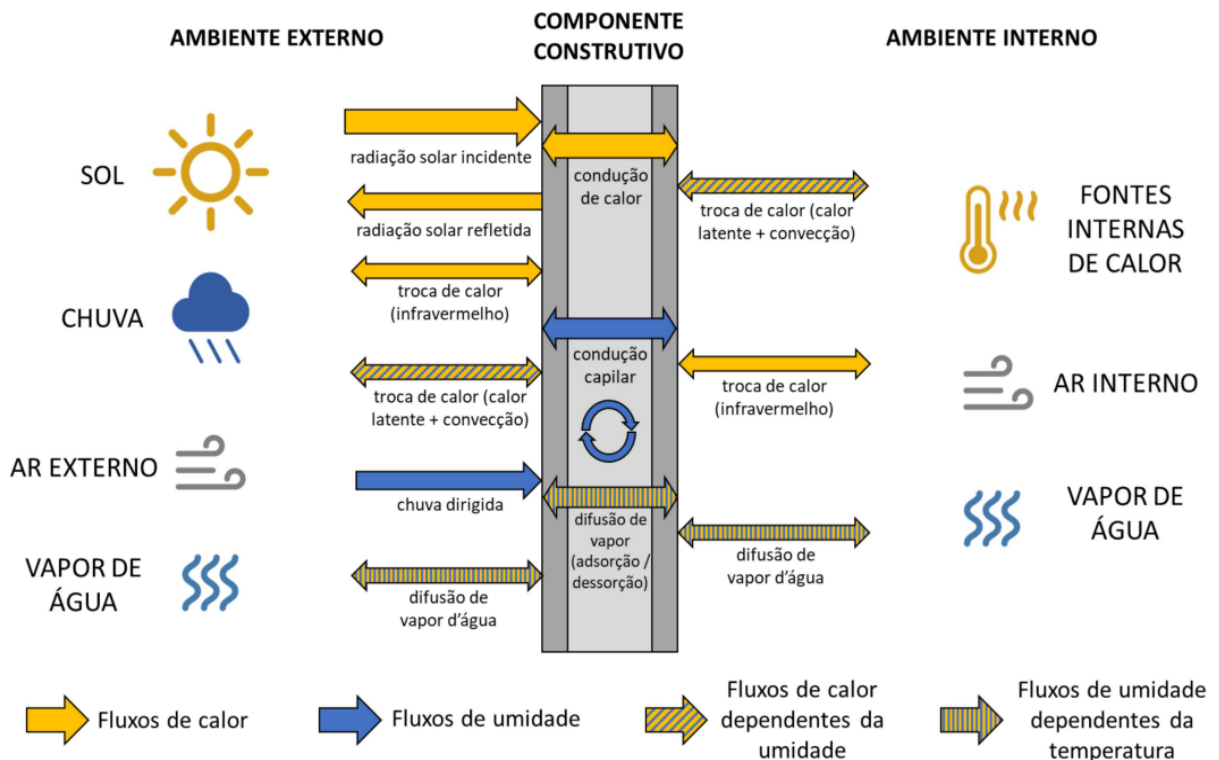 AMBIENTE EXTERNO
COMPONENTE
CONSTRUTIVO
AMBIENTE INTERNO
SOL
radiação solar incidente
radiação solar refletida
troca de calor
(infravermelho)
CHUVA
troca de calor (calor
latente + convecção)
AR EXTERNO
chuva dirigida
VAPOR DE
ÁGUA
difusão de
vapor d'água
condução
de calor
condução
capilar
difusão de
vapor
(adsorção /
dessorção)
troca de calor (calor
latente + convecção)
troca de calor
(infravermelho)
difusão de
vapor d'água
FONTES
INTERNAS
DE CALOR
AR INTERNO
VAPOR DE
ÁGUA
Fluxos de calor
Fluxos de umidade
Fluxos de calor
dependentes da
umidade
Fluxos de umidade
dependentes da
temperatura